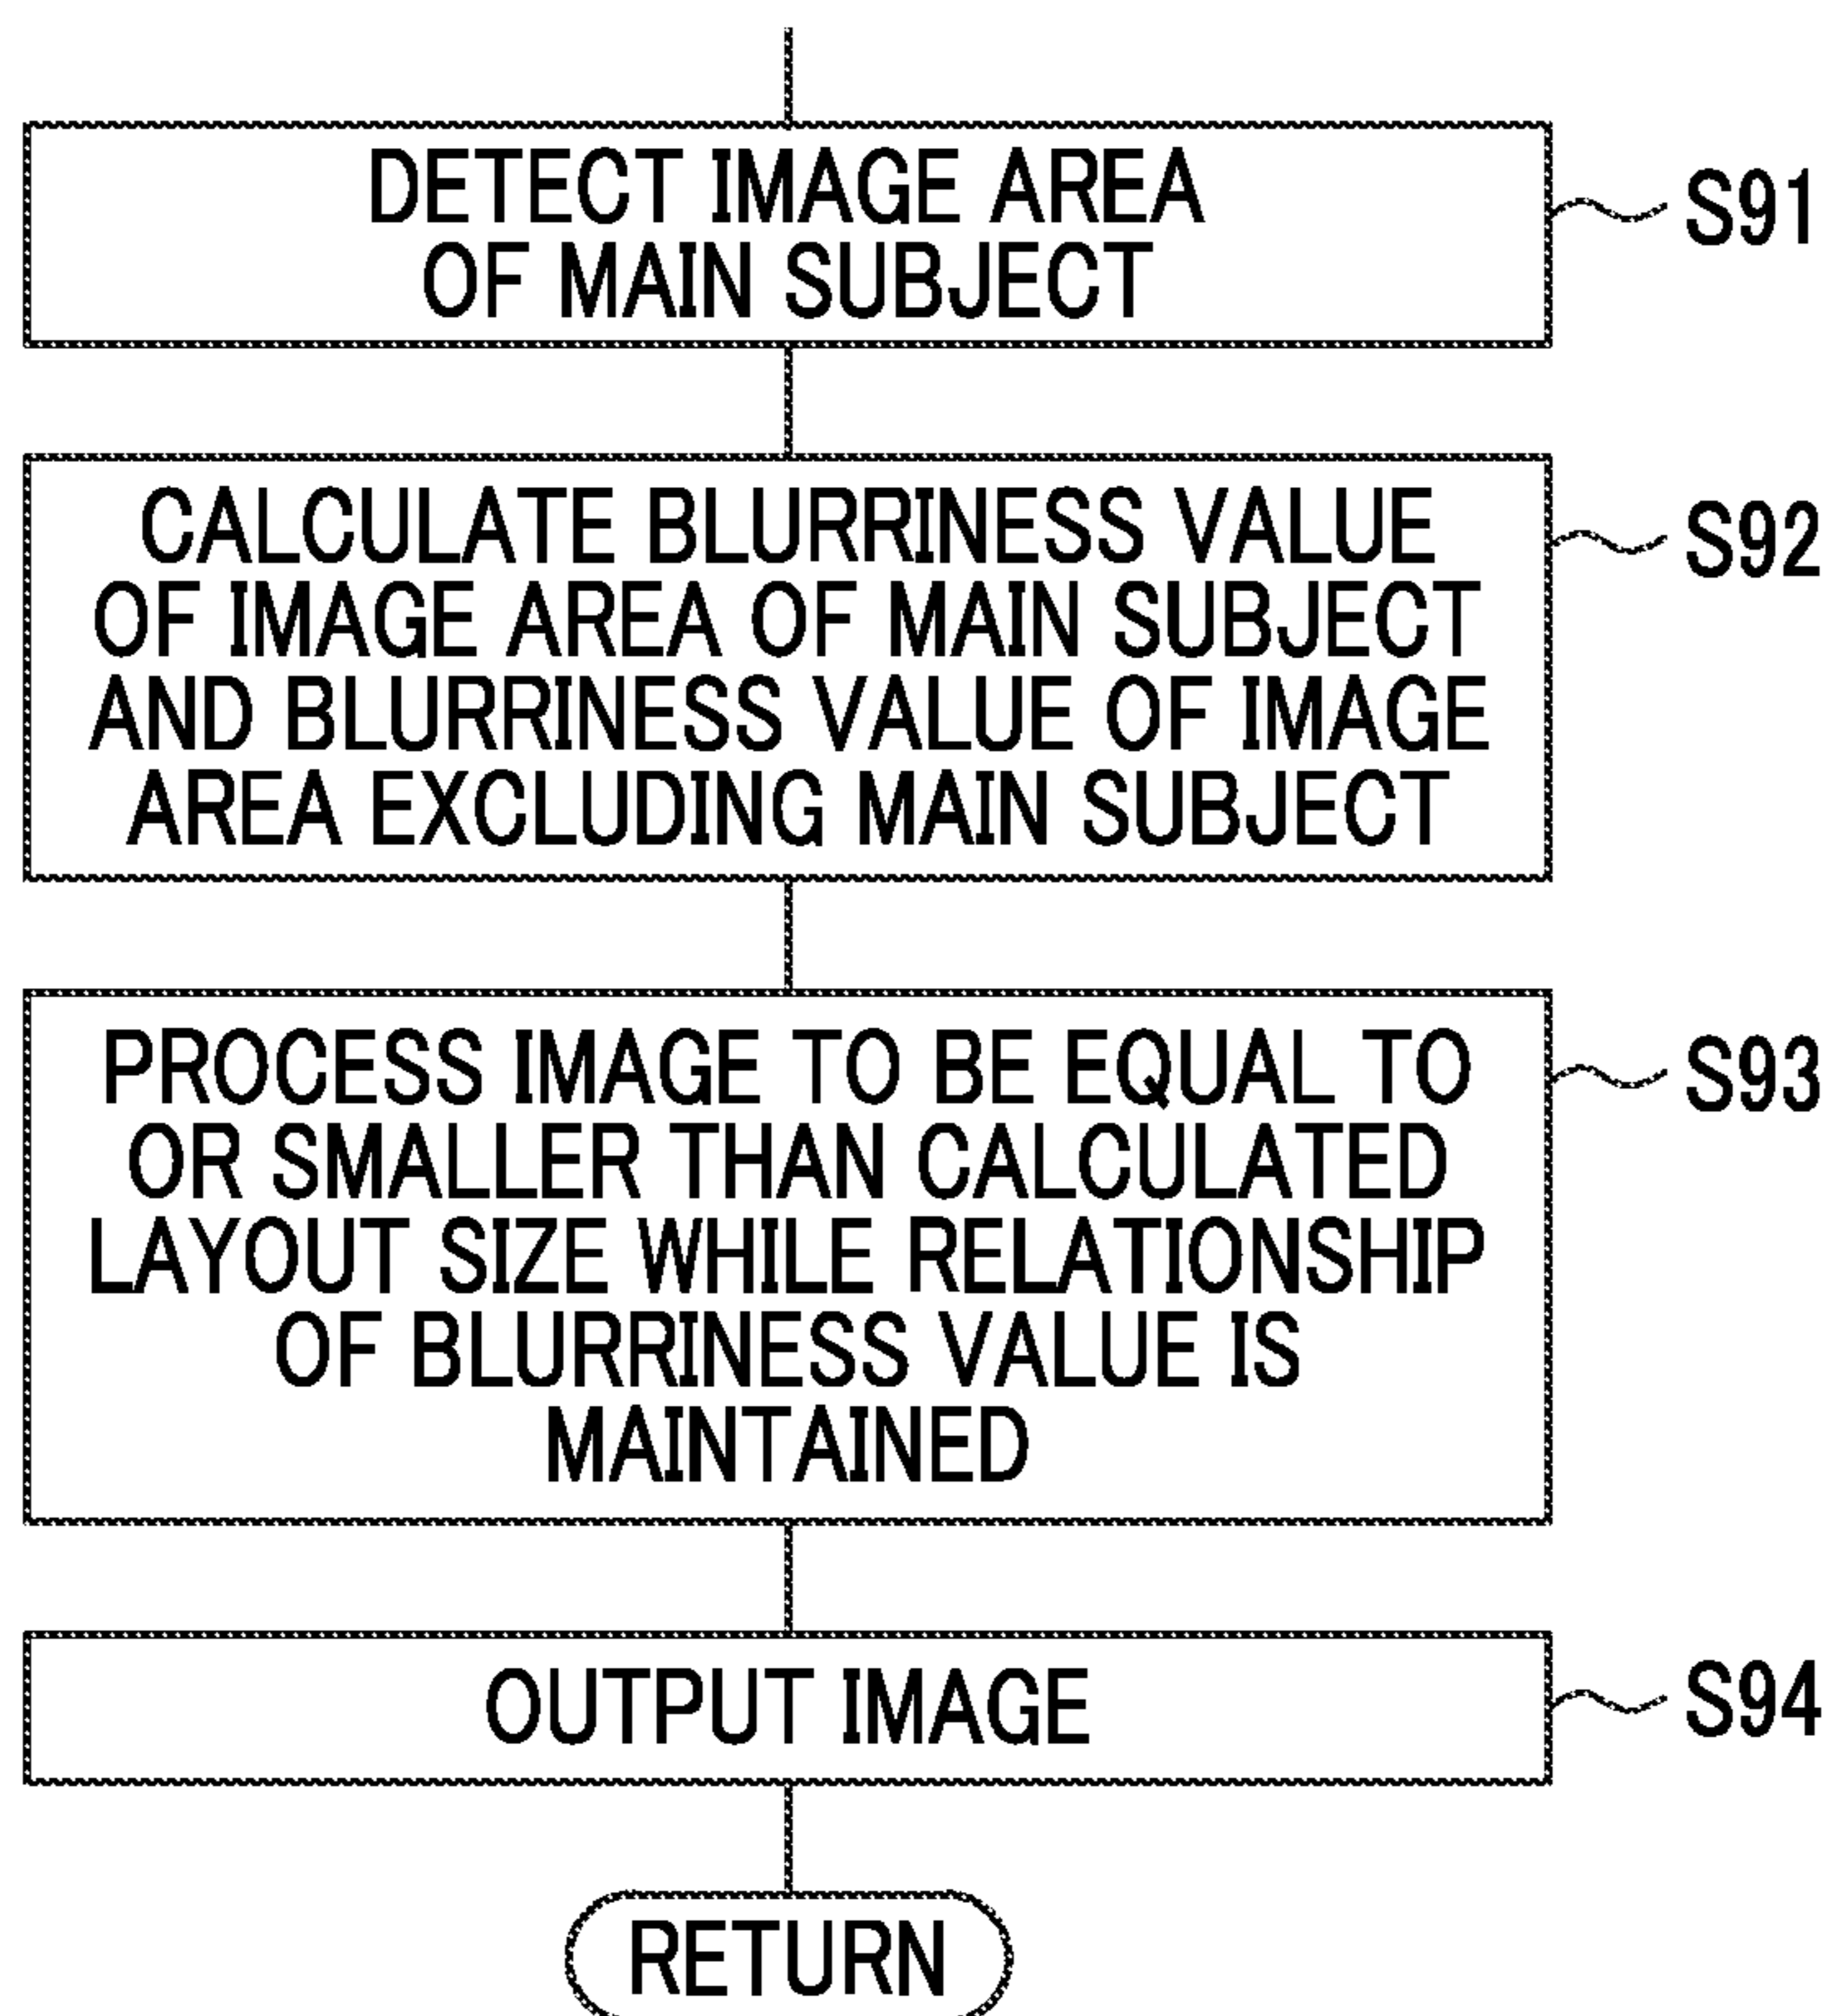 DETECT IMAGE AREA
OF MAIN SUBJECT
S91
CALCULATE BLURRINESS VALUE
OF IMAGE AREA OF MAIN SUBJECT
AND BLURRINESS VALUE OF IMAGE
AREA EXCLUDING MAIN SUBJECT
S92
PROCESS IMAGE TO BE EQUAL TO
OR SMALLER THAN CALCULATED
LAYOUT SIZE WHILE RELATIONSHIP
OF BLURRINESS VALUE IS
MAINTAINED
S93
OUTPUT IMAGE
S94
RETURN